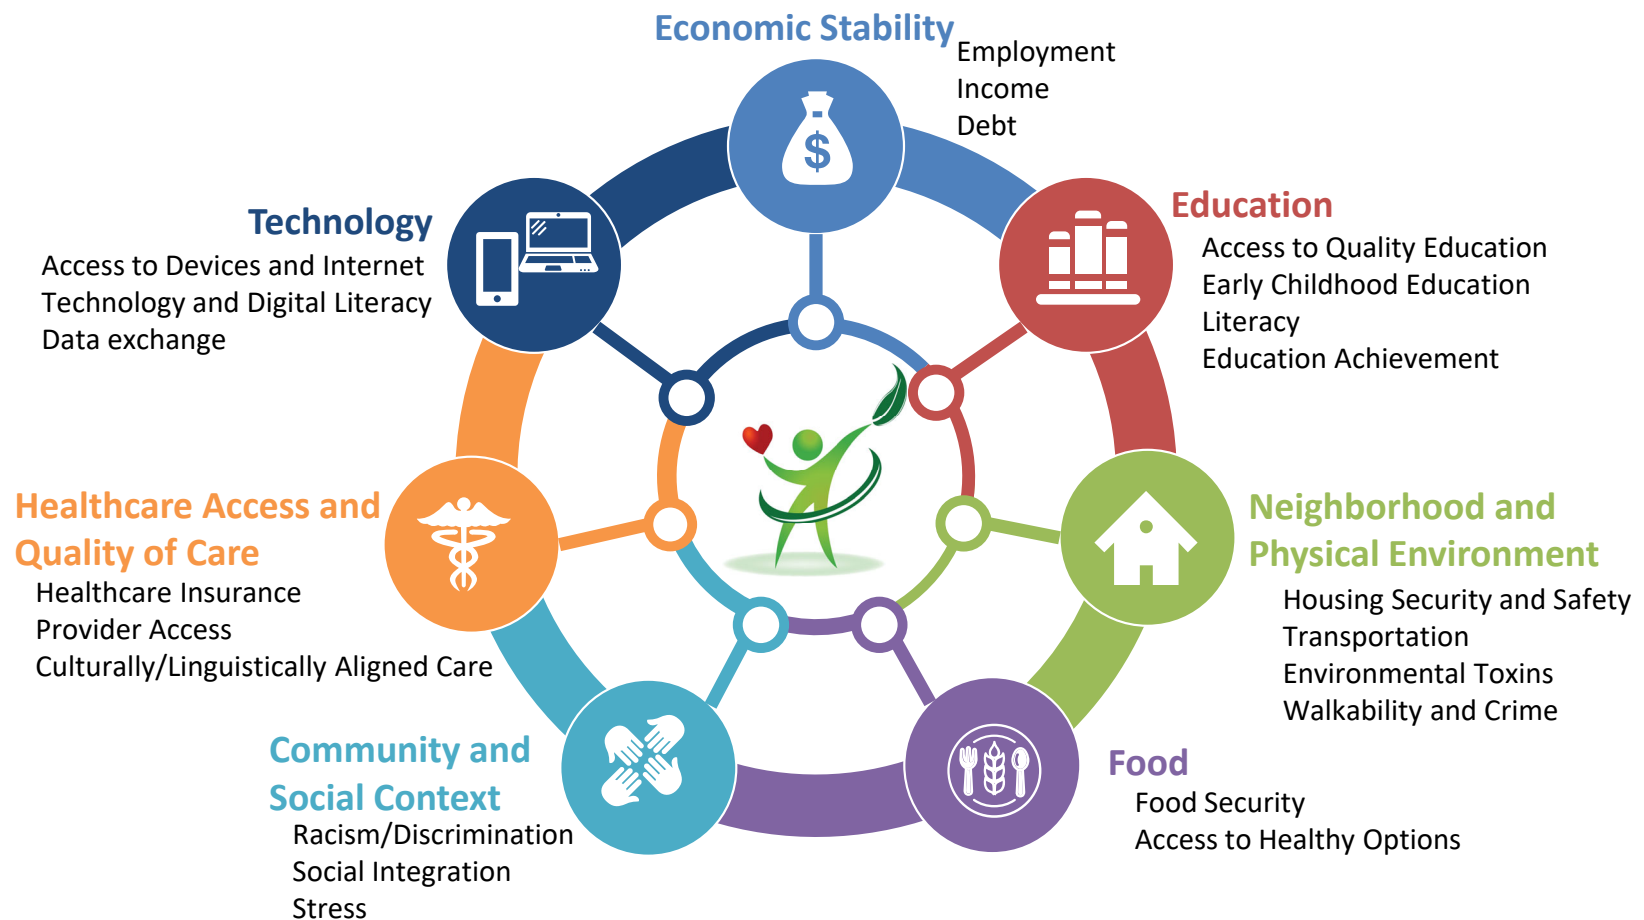 Economic Stability
Employment
Income
Debt
$
Education
Access to Quality Education
Early Childhood Education
Literacy
Education Achievement
Neighborhood and
Physical Environment
Housing Security and Safety
Transportation
Environmental Toxins
Walkability and Crime
Food
Food Security
Access to Healthy Options
Community and
Social Context
Racism/Discrimination
Social Integration
Stress
Healthcare Access and
Quality of Care
Healthcare Insurance
Provider Access
Culturally/Linguistically Aligned Care
Technology
Access to Devices and Internet
Technology and Digital Literacy
Data exchange